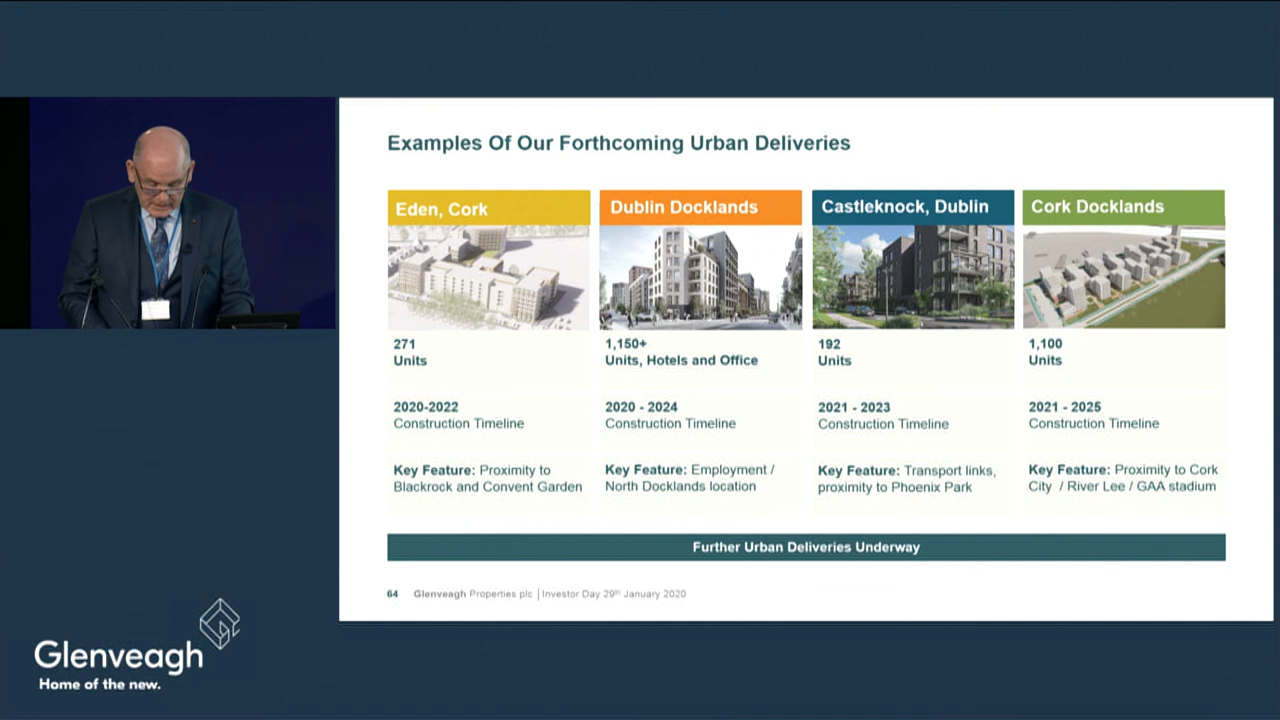 Examples Of Our Forthcoming Urban Deliveries
Eden, Cork
271
Units
2020-2022
Construction Timeline
Key Feature: Proximity to
Blackrock and Convent Garden
Dublin Docklands
1,150+
Units, Hotels and Office
2020 - 2024
Construction Timeline
Key Feature: Employment /
North Docklands location
Castleknock, Dublin
192
Units
2021 - 2023
Construction Timeline
Key Feature: Transport links,
proximity to Phoenix Park
Cork Docklands
1,100
Units
2021 - 2025
Construction Timeline
Key Feature: Proximity to Cork
City / River Lee / GAA stadium
Further Urban Deliveries Underway
64 Glenveagh Properties plc | Investor Day 29th January 2020
Glenveagh
Home of the new.